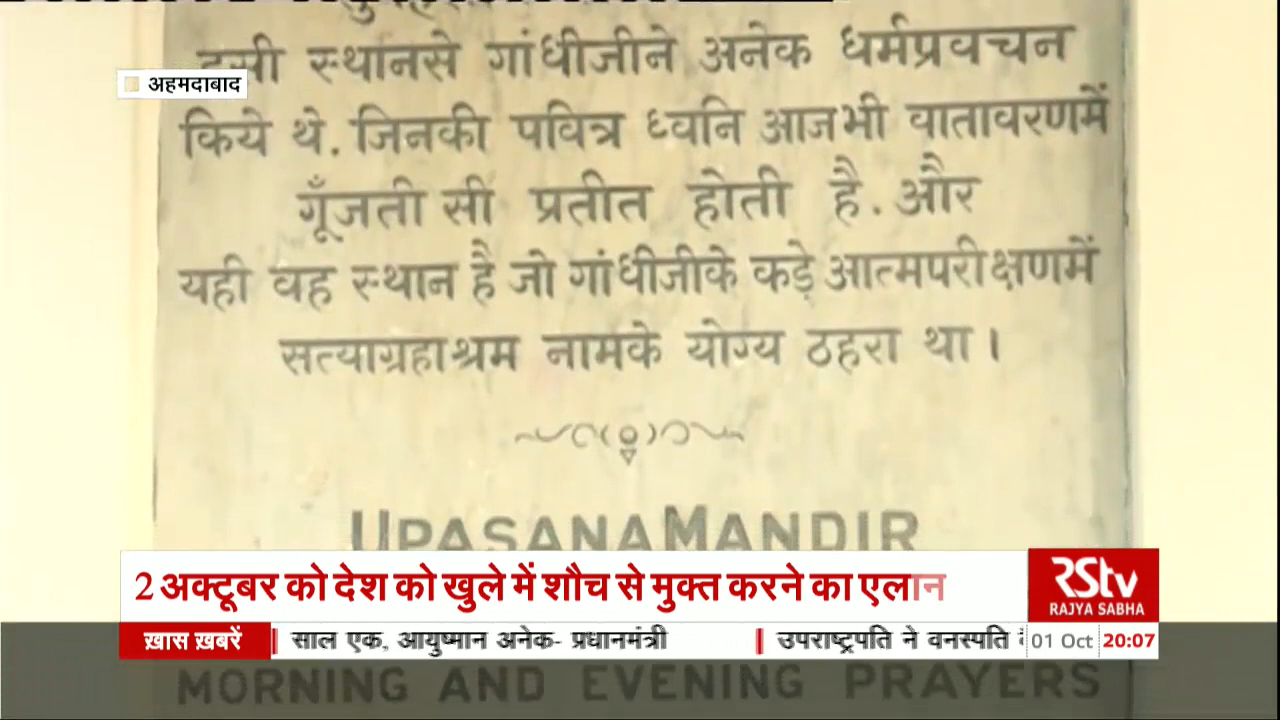 इसी स्थानसे गांधीजीने अनेक धर्मप्रवचन
अहमदाबाद
किये थे. जिनकी पवित्र ध्वनि आजभी वातावरणमें
गूँजती सी प्रतीत होती है. और
यही वह स्थान है जो गांधीजीके कड़े आत्मपरीक्षणमें
सत्याग्रहाश्रम नामके योग्य ठहरा था।
UPASANA MANDIR
2 अक्टूबर को देश को खुले में शौच से मुक्त करने का एलान
RSTV
RAJYA SABHA
ख़ास ख़बरें
साल एक, आयुष्मान अनेक- प्रधानमंत्री
उपराष्ट्रपति ने वनस्पति
01 Oct 20:07
MORNING AND EVENING PRAYERS